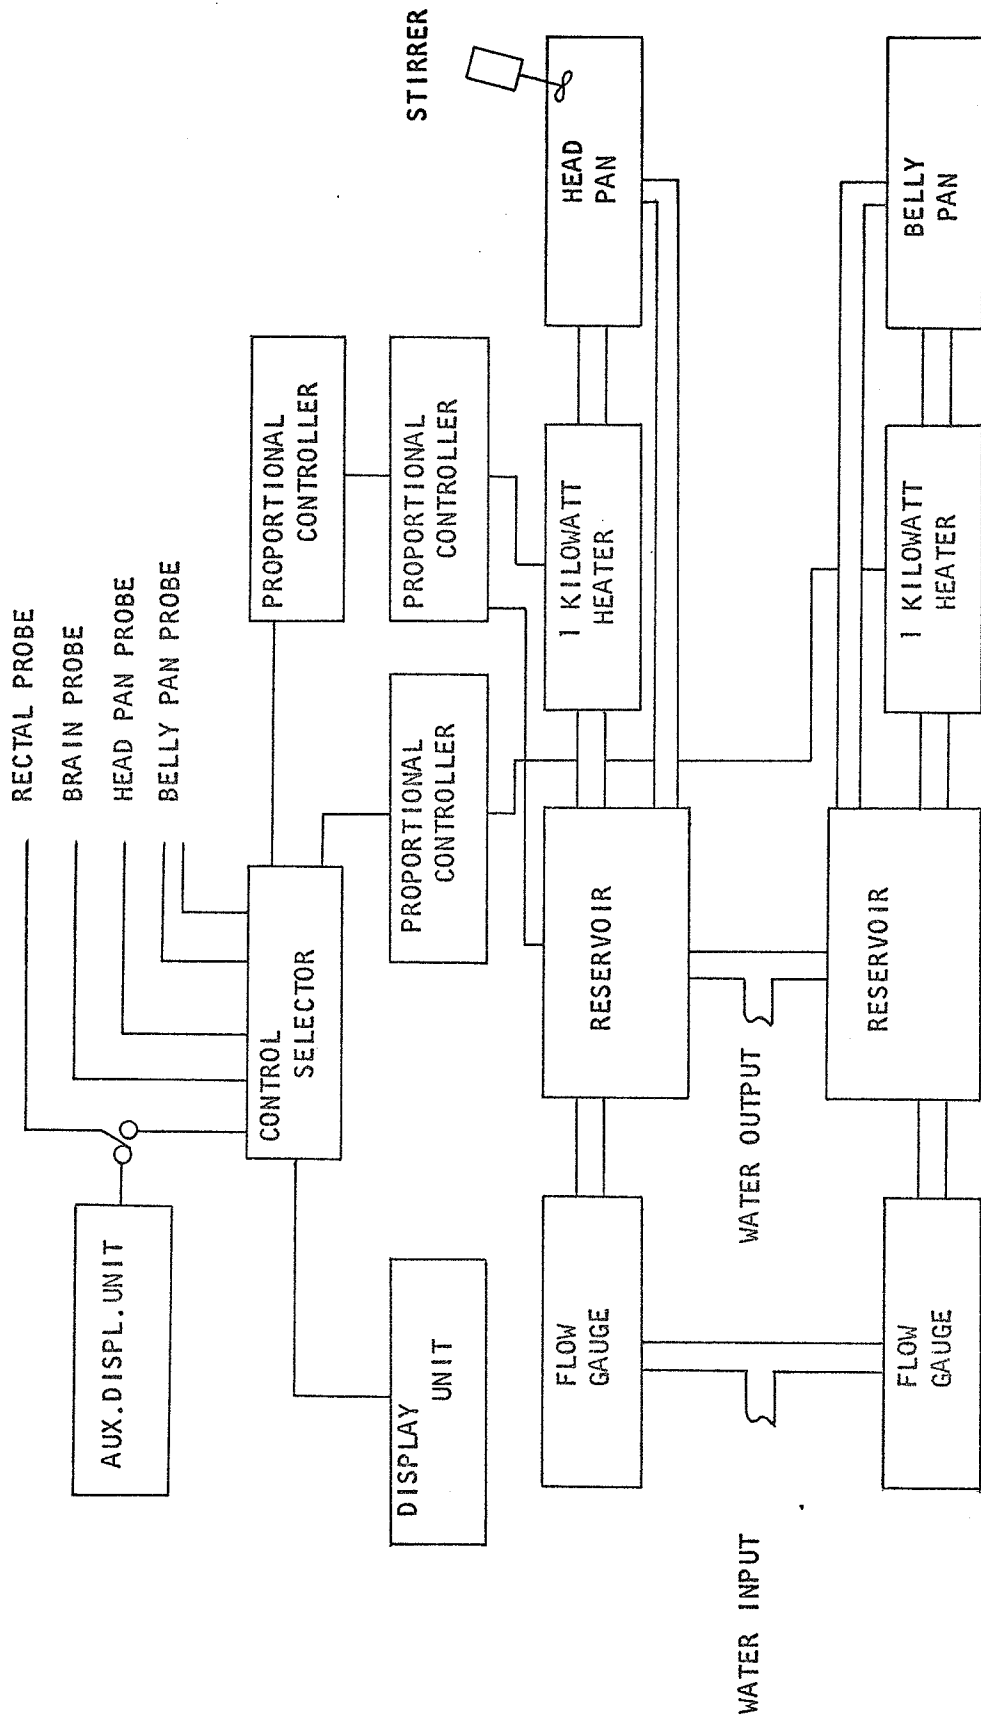 RECTAL PROBE
BRAIN PROBE
HEAD PAN PROBE
BELLY PAN PROBE
AUX.DISPL.UNIT
CONTROL
SELECTOR
PROPORTIONAL
CONTROLLER
DISPLAY
UNIT
PROPORTIONAL
CONTROLLER
PROPORTIONAL
CONTROLLER
STIRRER
FLOW
GAUGE
RESERVOIR
1 KILOWATT
HEATER
HEAD
PAN
WATER INPUT
WATER OUTPUT
FLOW
GAUGE
RESERVOIR
1 KILOWATT
HEATER
BELLY
PAN